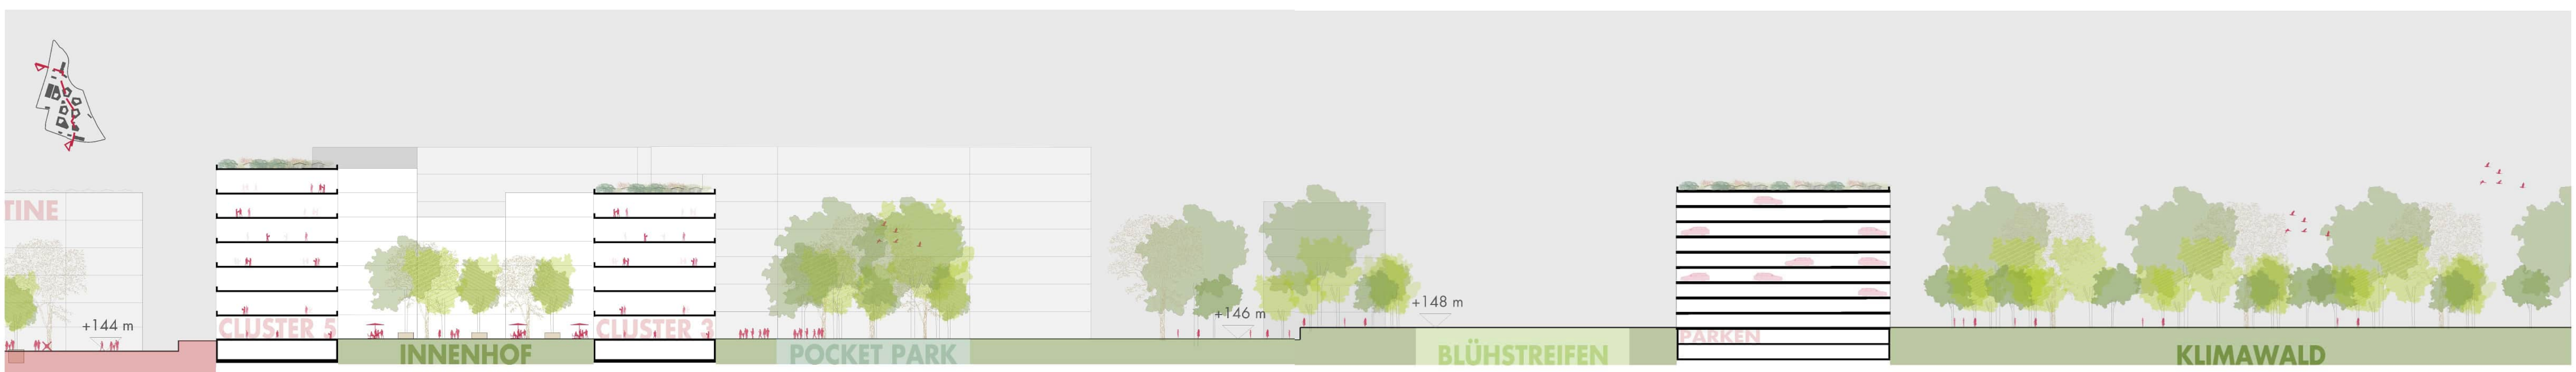 TINE
+144 m
CLUSTER 5
INNENHOF
CLUSTER 3
POCKET PARK
+146 m
+148 m
BLÜHSTREIFEN
PARKEN
KLIMAWALD